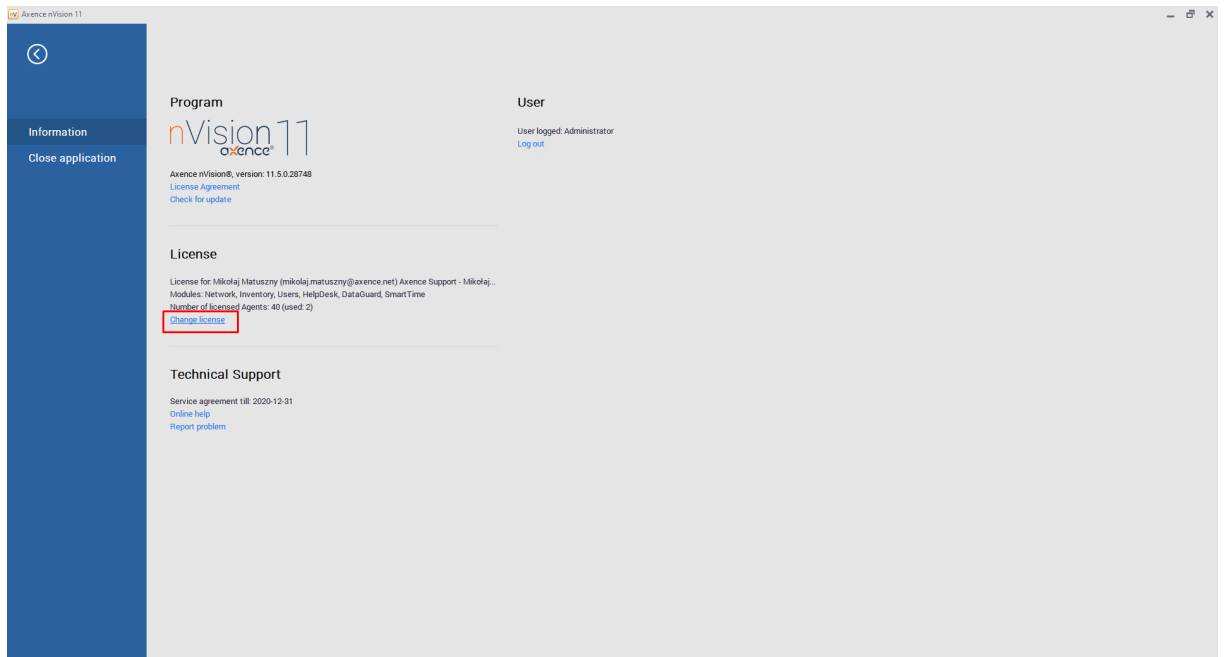 Axence nVision 11
Information
Close application
Program
nVision 11
axence®
Axence nVision®, version: 11.5.0.28748
License Agreement
Check for update
License
License for: Mikołaj Matuszny (mikolaj.matuszny@axence.net) Axence Support - Mikołaj...
Modules: Network, Inventory, Users, HelpDesk, DataGuard, SmartTime
Number of licensed Agents: 40 (used: 2)
Change license
Technical Support
Service agreement till: 2020-12-31
Online help
Report problem
User
User logged: Administrator
Log out